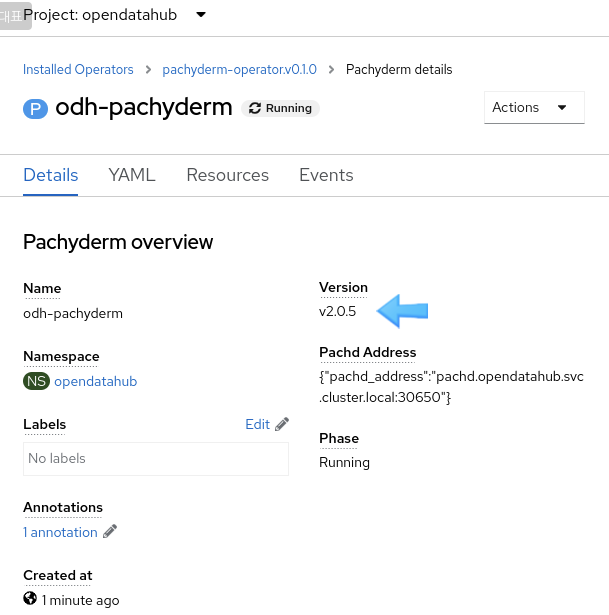 대표
Project: opendatahub
Installed Operators > pachyderm-operator.v0.1.0 > Pachyderm details
P odh-pachyderm Running
Actions
Details YAML Resources Events
Pachyderm overview
Name
odh-pachyderm
Namespace
NS opendatahub
Labels
Edit
No labels
Annotations
1 annotation
Created at
1 minute ago
Version
v2.0.5
Pachd Address
{"pachd_address":"pachd.opendatahub.svc
.cluster.local:30650"}
Phase
Running